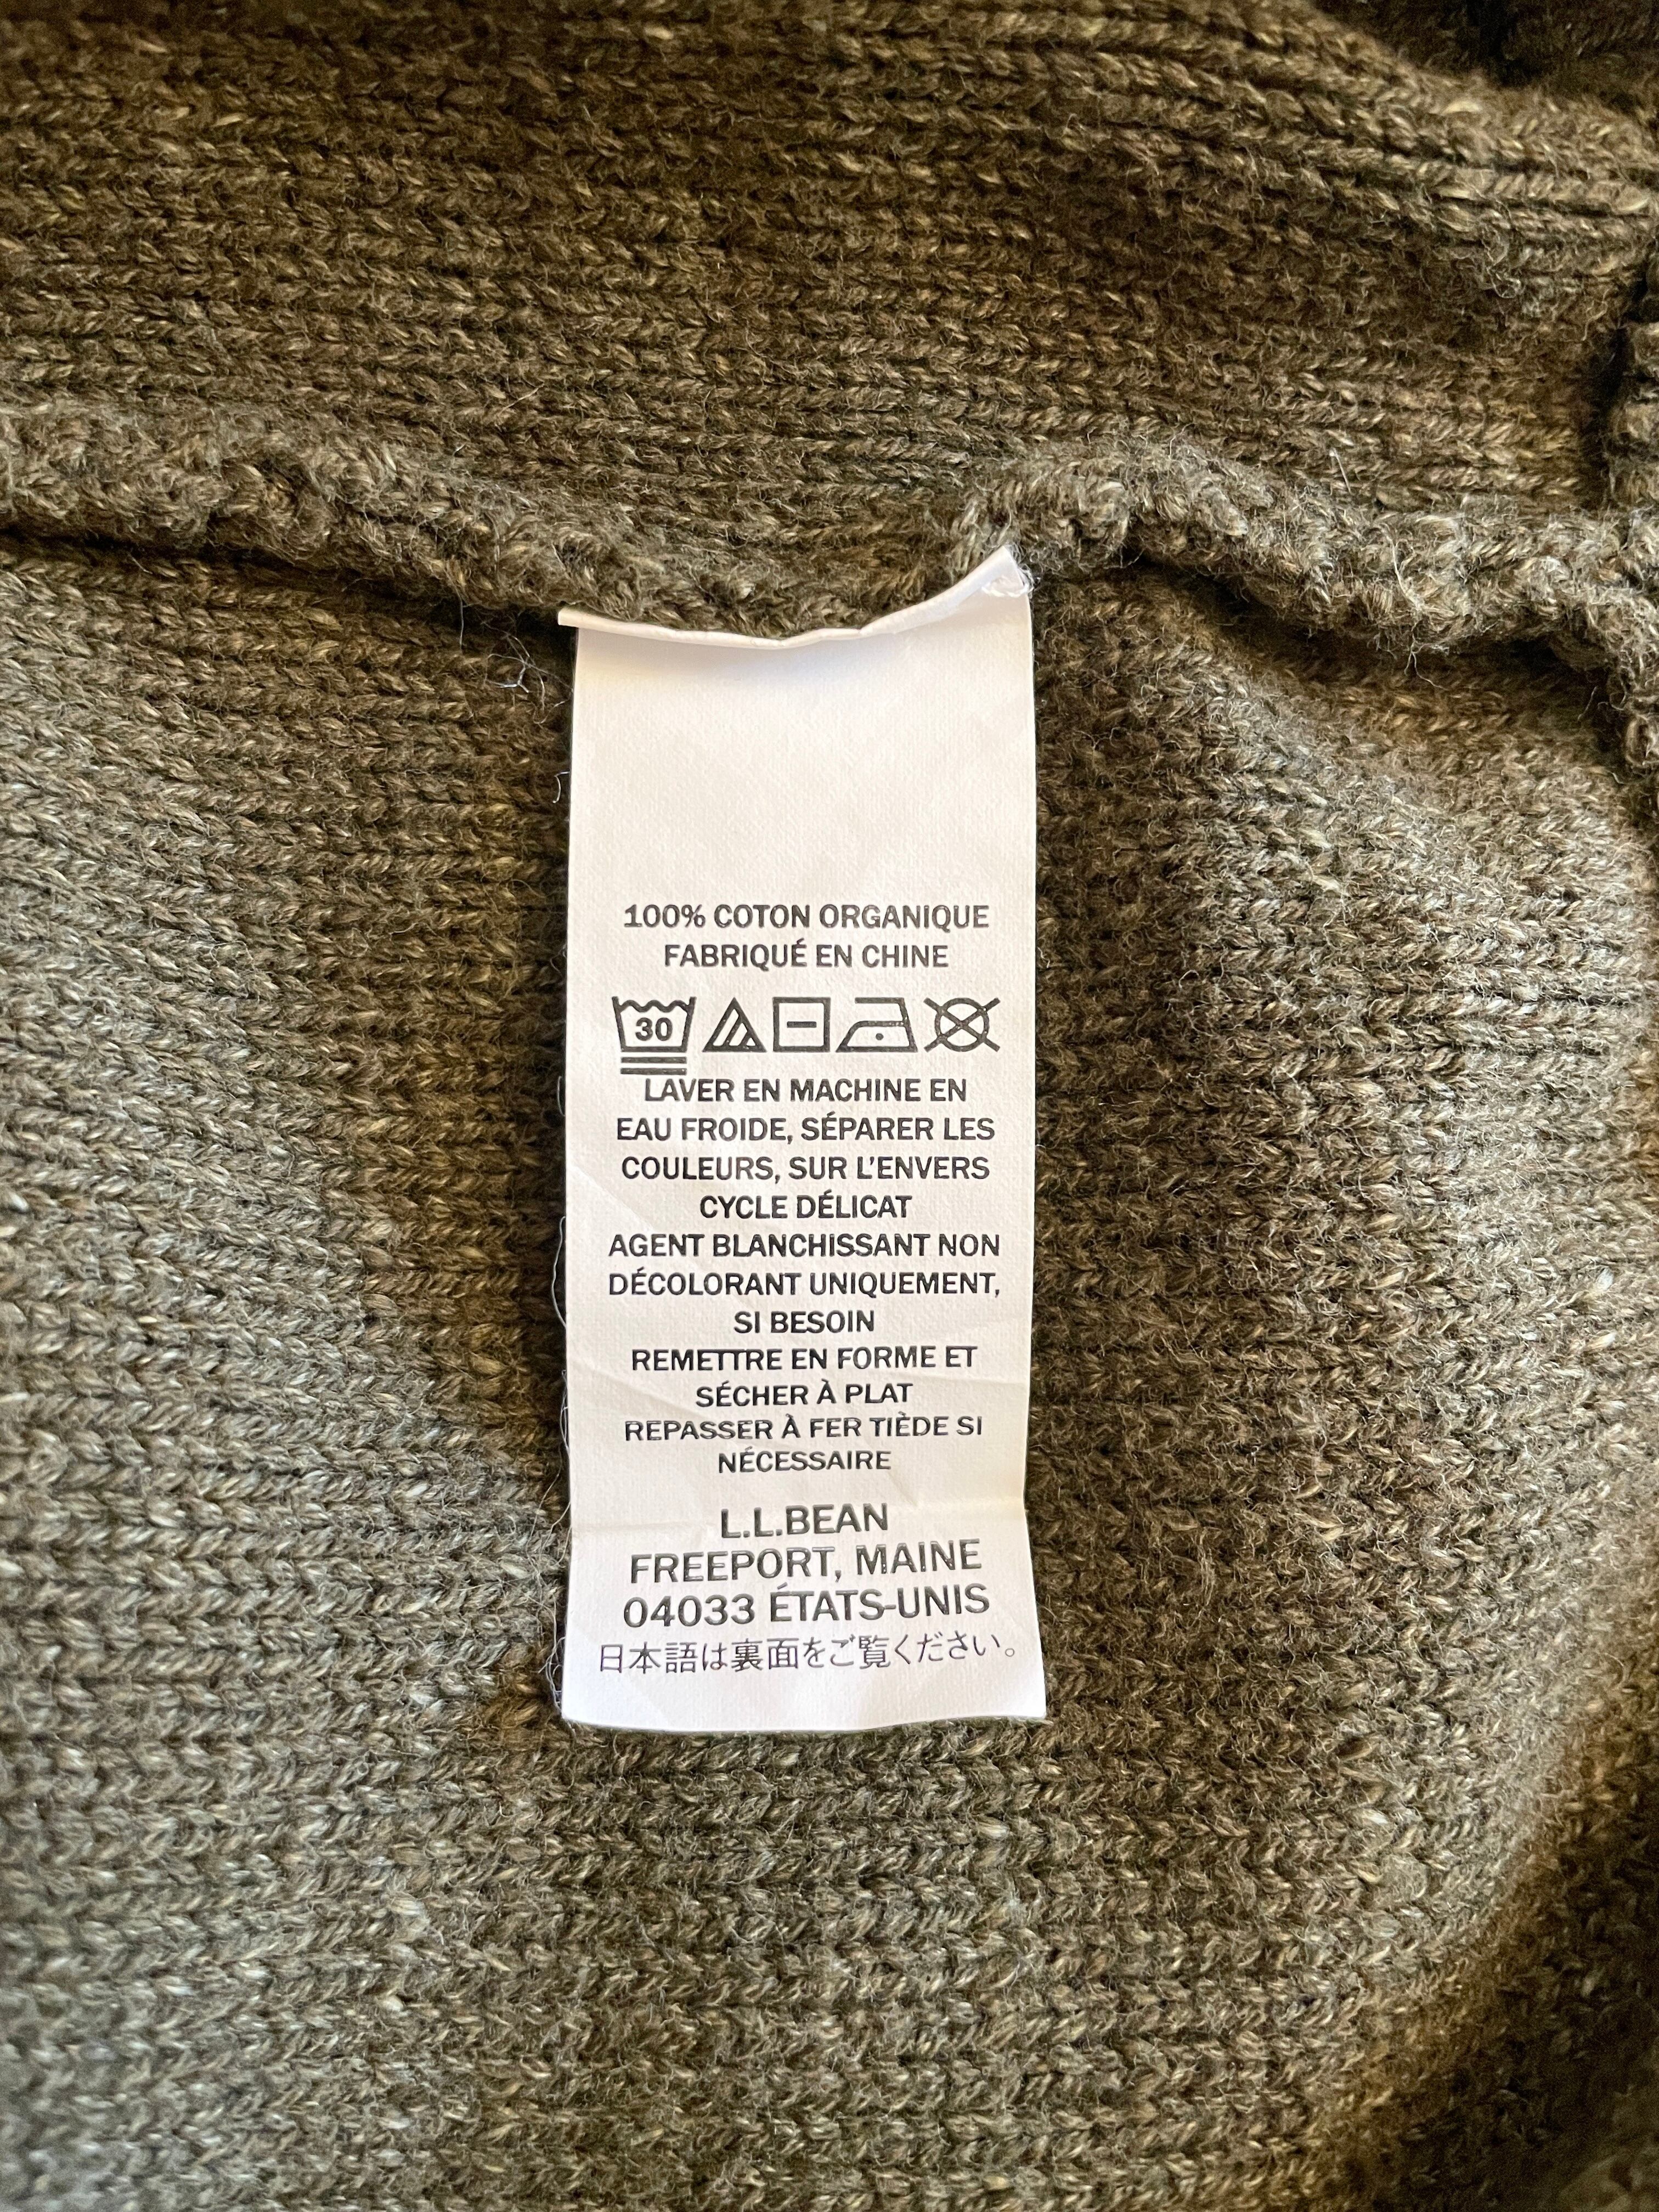 100% COTON ORGANIQUE
FABRIQUÉ EN CHINE
30
LAVER EN MACHINE EN
EAU FROIDE, SÉPARER LES
COULEURS, SUR L'ENVERS
CYCLE DÉLICAT
AGENT BLANCHISSANT NON
DÉCOLORANT UNIQUEMENT,
SI BESOIN
REMETTRE EN FORME ET
SÉCHER À PLAT
REPASSER À FER TIÈDE SI
NÉCESSAIRE
L.L.BEAN
FREEPORT, MAINE
04033 ÉTATS-UNIS
日本語は裏面をご覧ください。